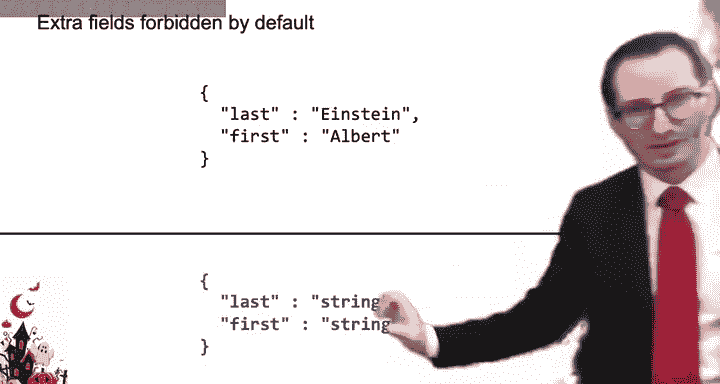 Extra fields forbidden by default
{
"last" : "Einstein",
"first" : "Albert"
}
{
"last" : "string
"first" : "string
}